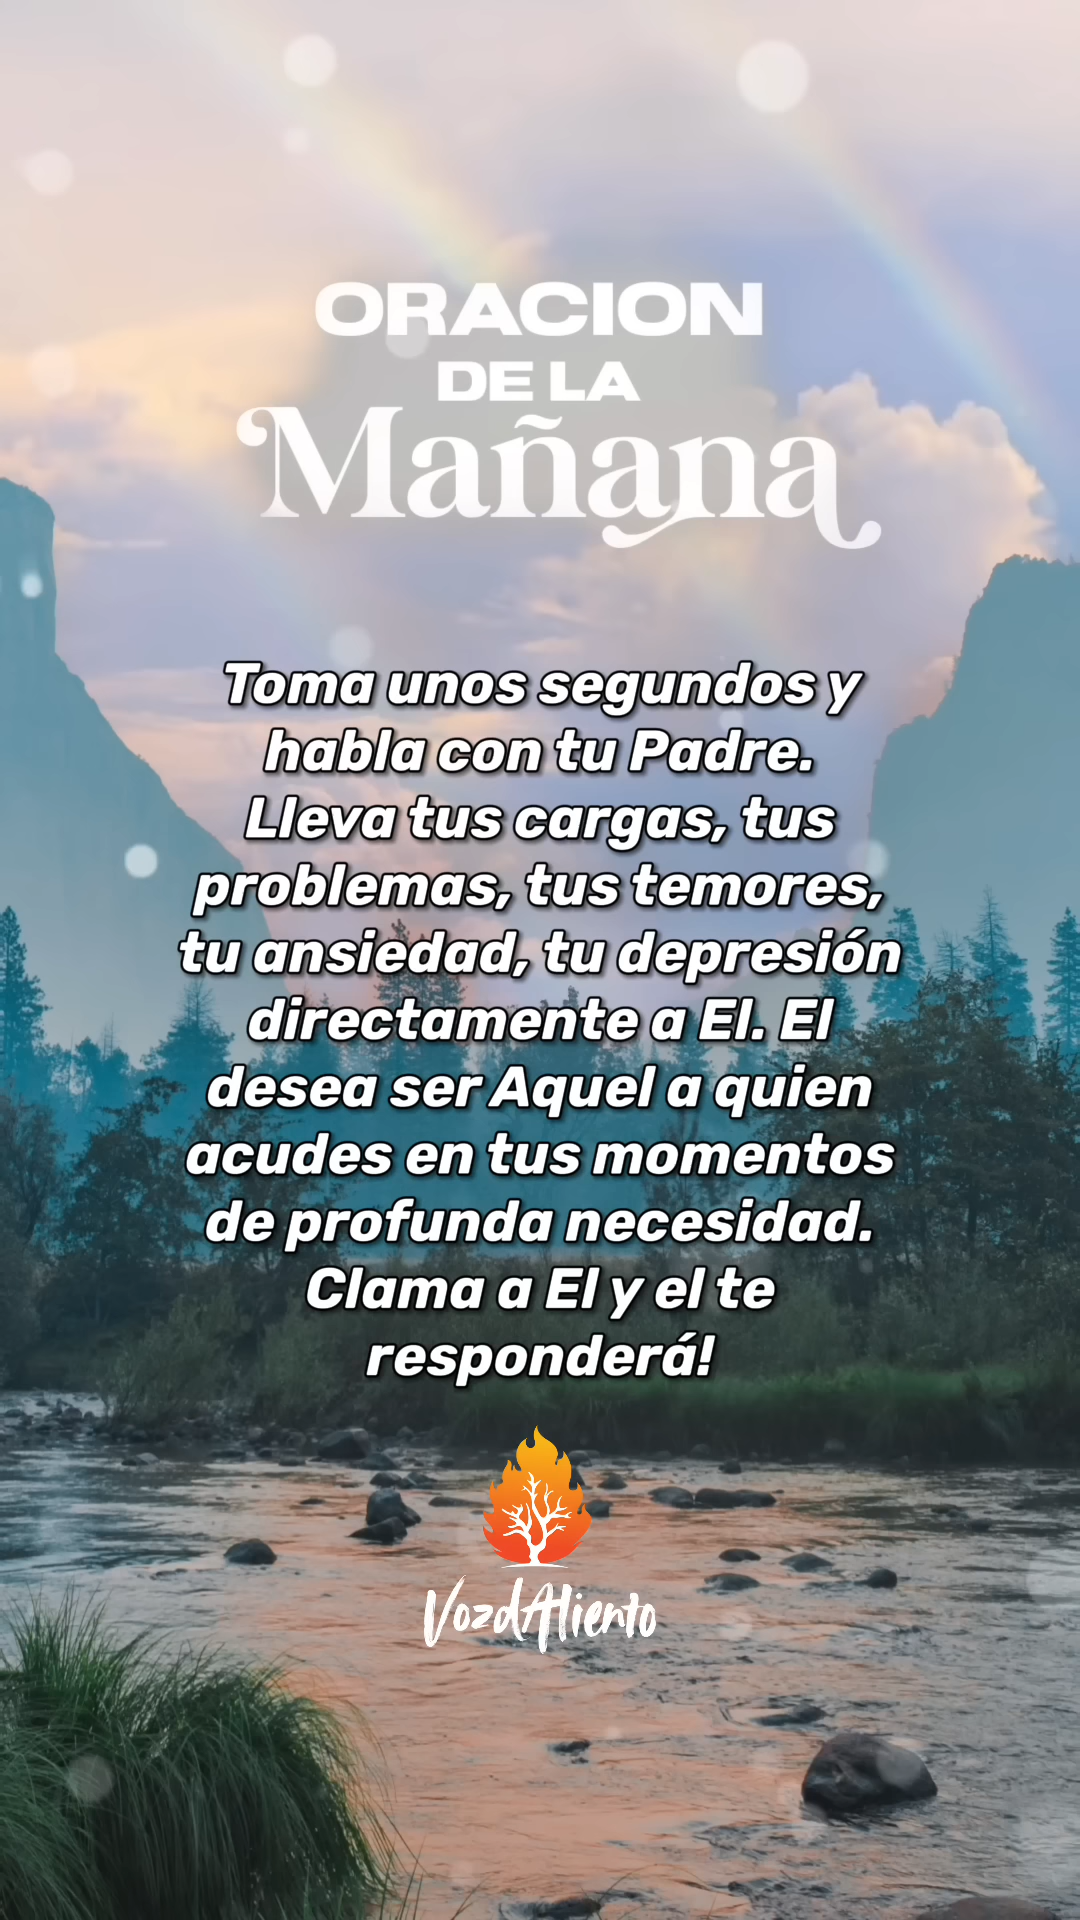 ORACION
DE LA
Mañana
Toma unos segundos y
habla con tu Padre.
Lleva tus cargas, tus
problemas, tus temores,
tu ansiedad, tu depresión
directamente a El. El
desea ser Aquel a quien
acudes en tus momentos
de profunda necesidad.
Clama a El y el te
responderá!
VozdAliento